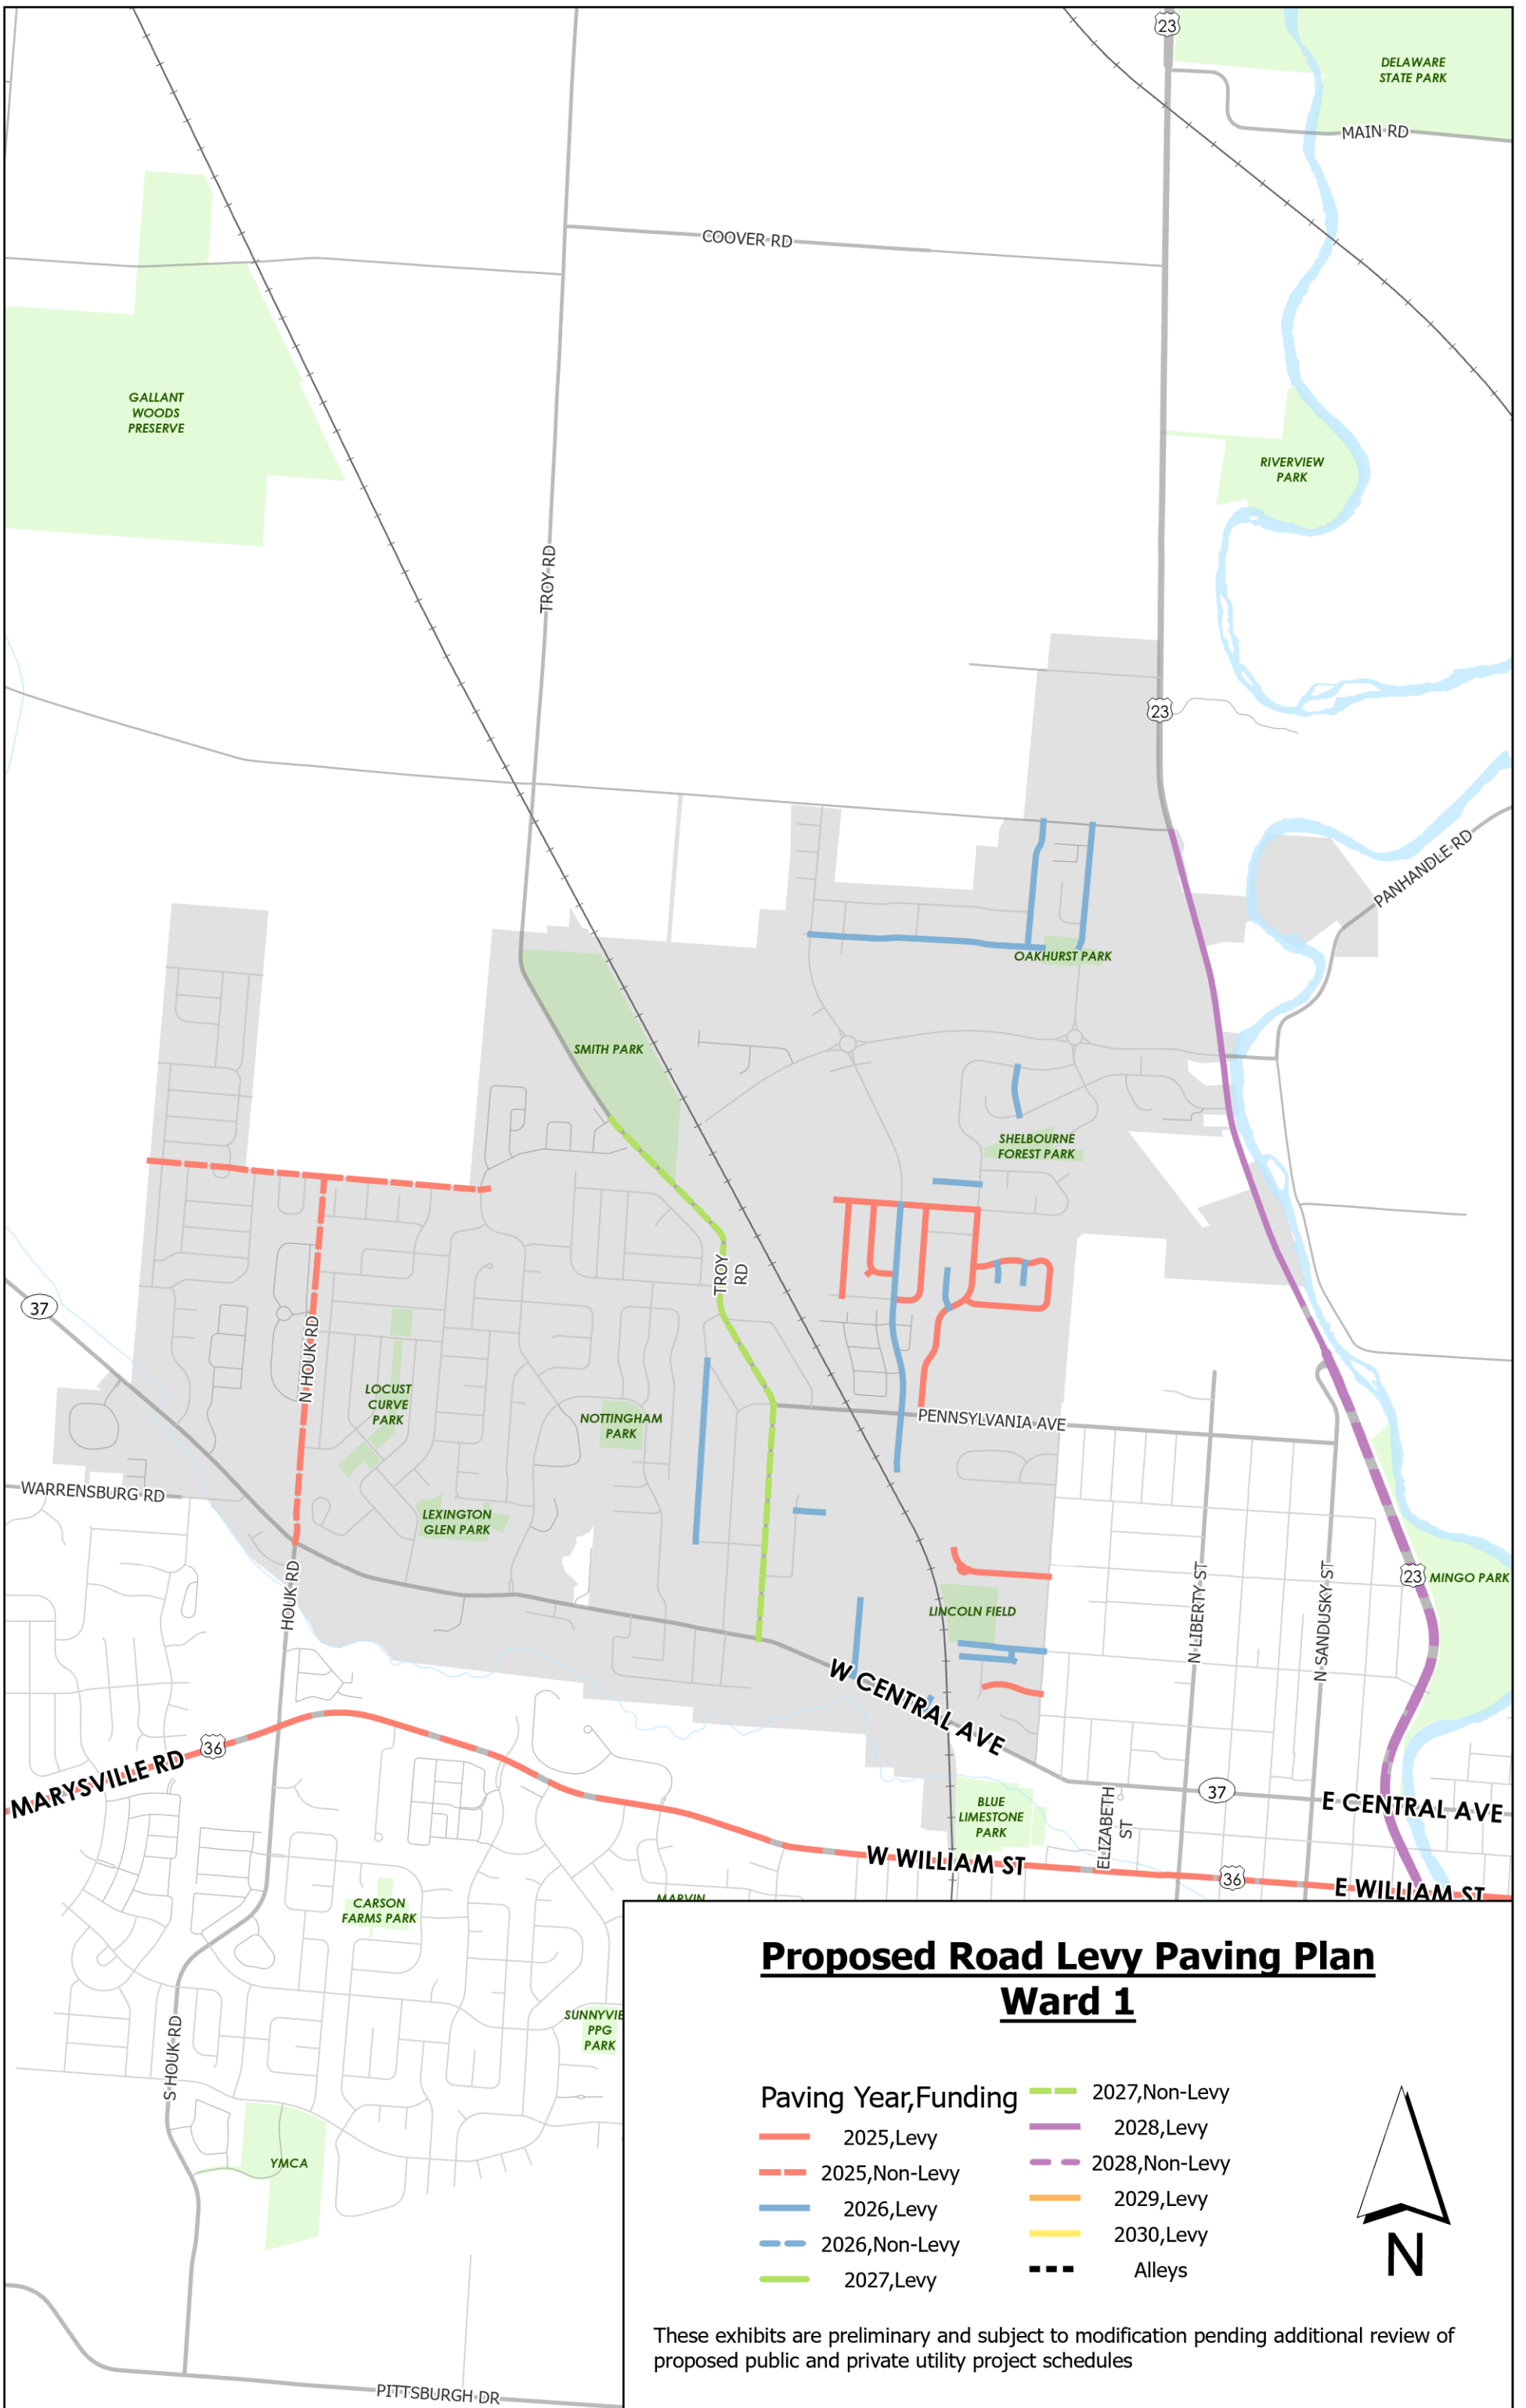 23
DELAWARE
STATE PARK
MAIN RD
COOVER RD
GALLANT
WOODS
PRESERVE
RIVERVIEW
PARK
TROY RD
23
PANHANDLE RD
OAKHURST PARK
SMITH PARK
SHELBOURNE
FOREST PARK
TROY
RD
37
N HOUK RD
LOCUST
CURVE
PARK
NOTTINGHAM
PARK
PENNSYLVANIA AVE
WARRENSBURG RD
LEXINGTON
GLEN PARK
HOUK RD
LINCOLN FIELD
N LIBERTY ST
N SANDUSKY ST
23
MINGO PARK
W CENTRAL AVE
36
MARYSVILLE RD
BLUE
LIMESTONE
PARK
ELIZABETH
ST
37
E CENTRAL AVE
W WILLIAM ST
36
E WILLIAM ST
CARSON
FARMS PARK
MARVIN
SUNNYVIE
PPG
PARK
S HOUK RD
YMCA
PITTSBURGH DR
Proposed Road Levy Paving Plan
Ward 1
Paving Year,Funding
2025,Levy
2025,Non-Levy
2026,Levy
2026,Non-Levy
2027,Levy
2027,Non-Levy
2028,Levy
2028,Non-Levy
2029,Levy
2030,Levy
Alleys
N
These exhibits are preliminary and subject to modification pending additional review of
proposed public and private utility project schedules